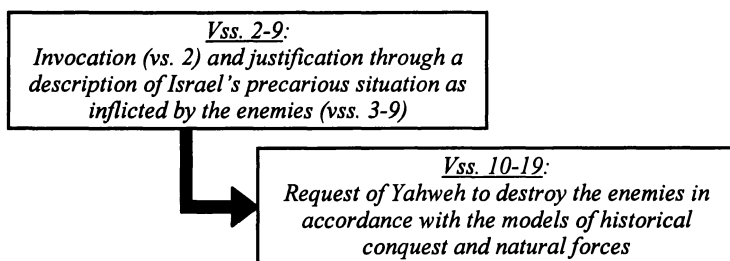 Vss. 2-9:
Invocation (vs. 2) and justification through a
description of Israel's precarious situation as
inflicted by the enemies (vss. 3-9)
Vss. 10-19:
Request of Yahweh to destroy the enemies in
accordance with the models of historical
conquest and natural forces